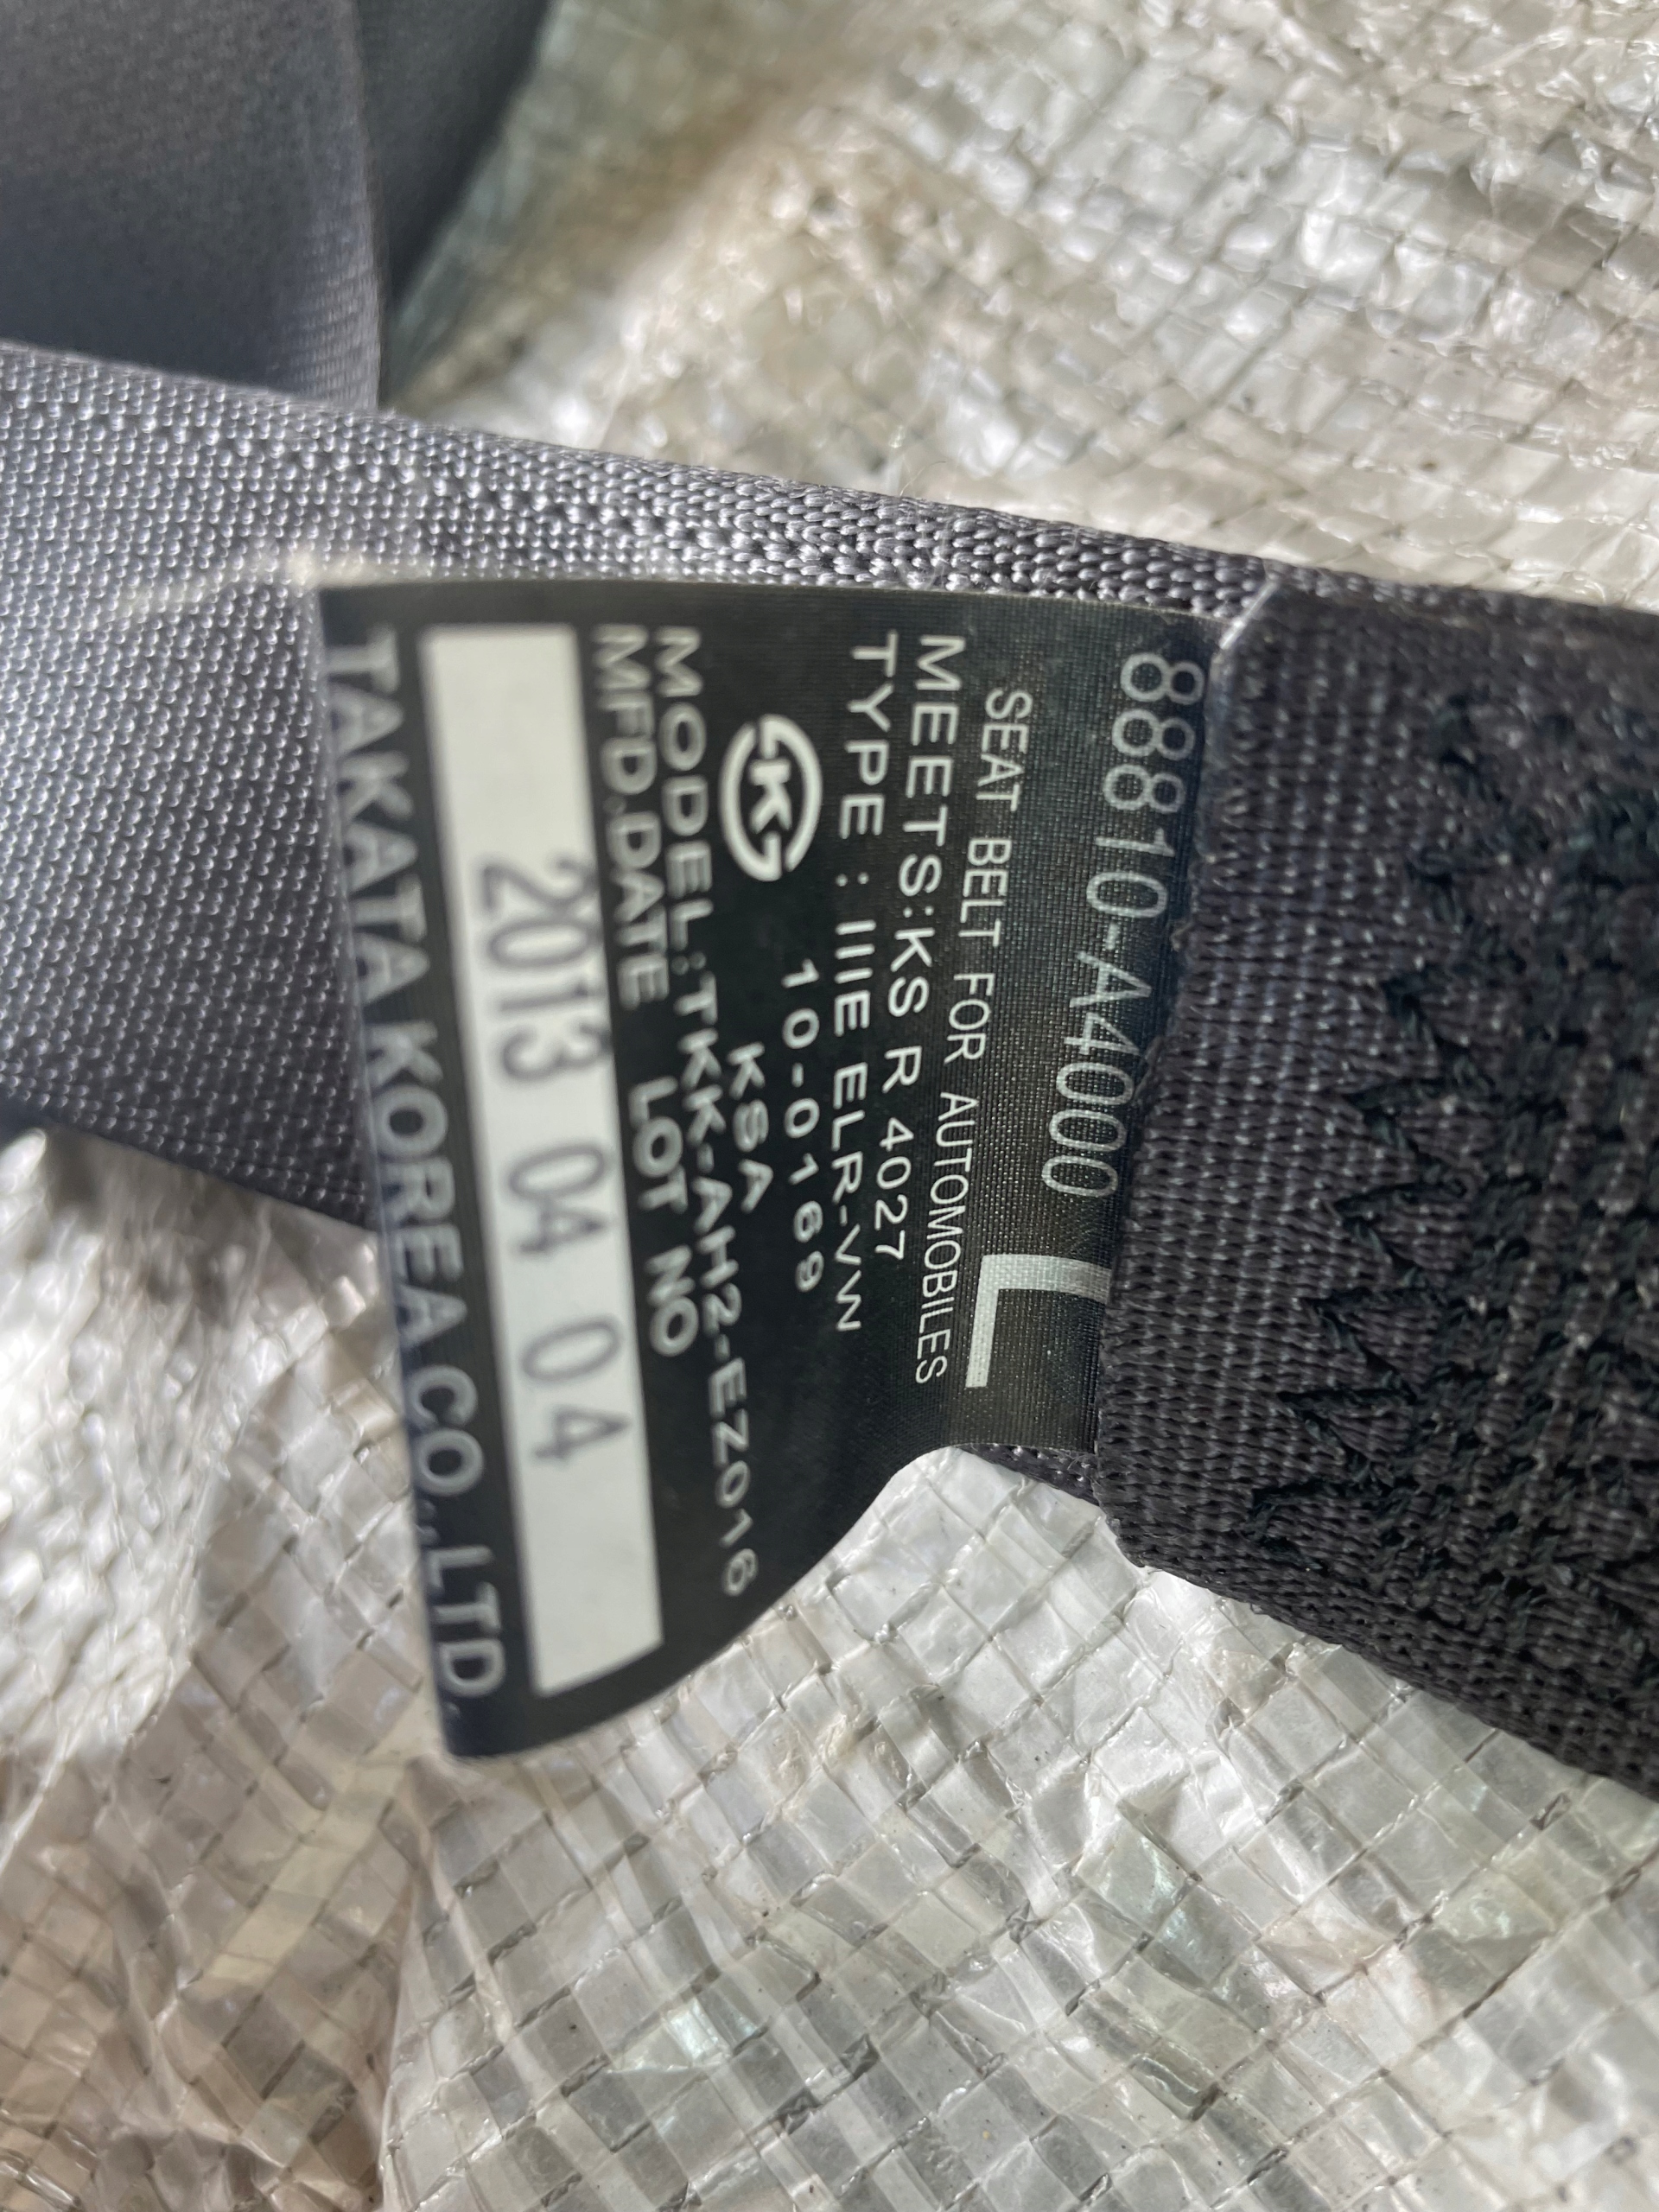 88810-A4000 L
SEAT BELT FOR AUTOMOBILES
MEETS:KS R 4027
TYPE : IIIE ELR-VW
10-0169
KS KSA
MODEL:TKK-AH2-EZ016
MFD.DATE LOT NO
2013 04 04
TAKATA KOREA CO.,LTD.